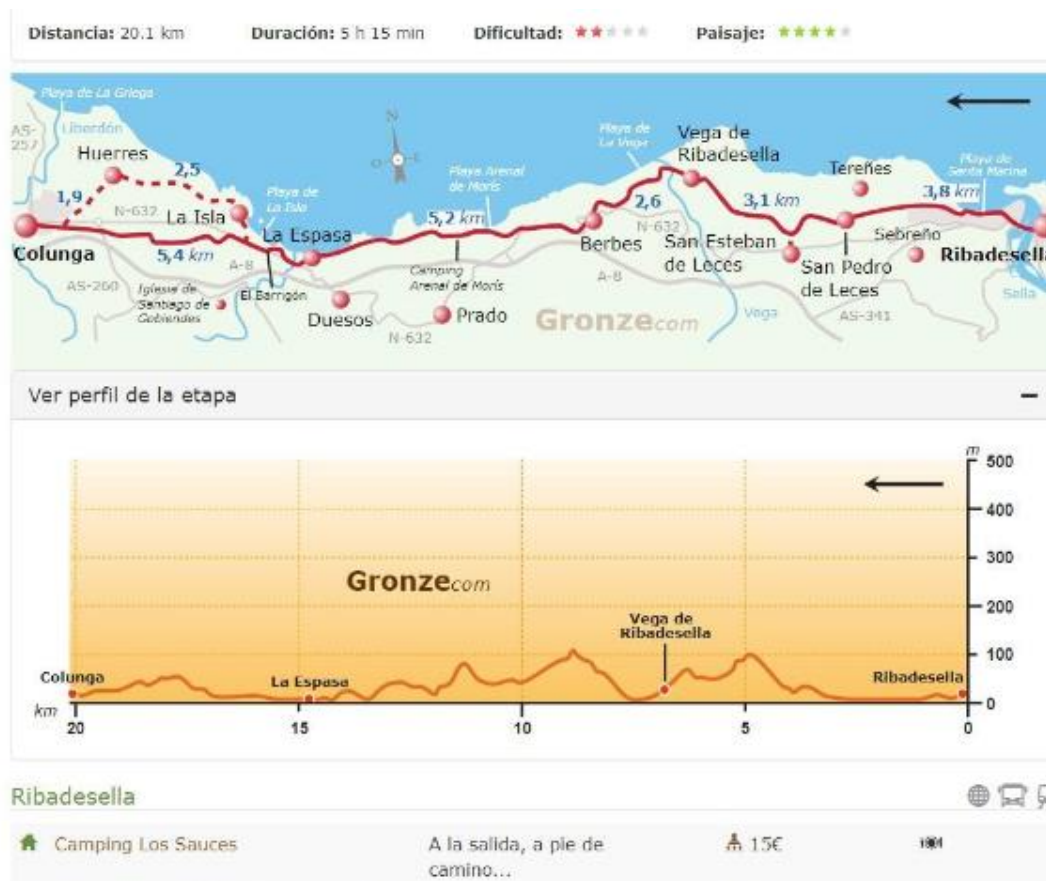 Distancia: 20.1 km Duración: 5 h 15 min Dificultad: Paisaje:
Playa de La Griega
AS-
257
Liberdón
Huerres
2,5
1,9
N-632
La Isla
Playa de
La Isla
La Espasa
Colunga
5,4 km
A-8
AS-260
Iglesia de
Santiago de
Gobiendes
El Barrigón
Duesos
N-632
Prado
N
O E
Playa Arenal
de Morís
5,2 km
Camping
Arenal de Morís
Playa de
La Vega
Vega de
Ribadesella
2,6
N-632
Berbes
3,1 km
San Esteban
de Leces
A-8
Gronze.com
Vega
Tereñes
Playa de
Santa Marina
3,8 km
Sebreño
San Pedro
de Leces
AS-341
Ribadesella
Sella
Ver perfil de la etapa
m
500
400
300
200
100
0
Gronze.com
Vega de
Ribadesella
Colunga
La Espasa
Ribadesella
km
20 15 10 5 0
Ribadesella
Camping Los Sauces A la salida, a pie de 15€
camino...